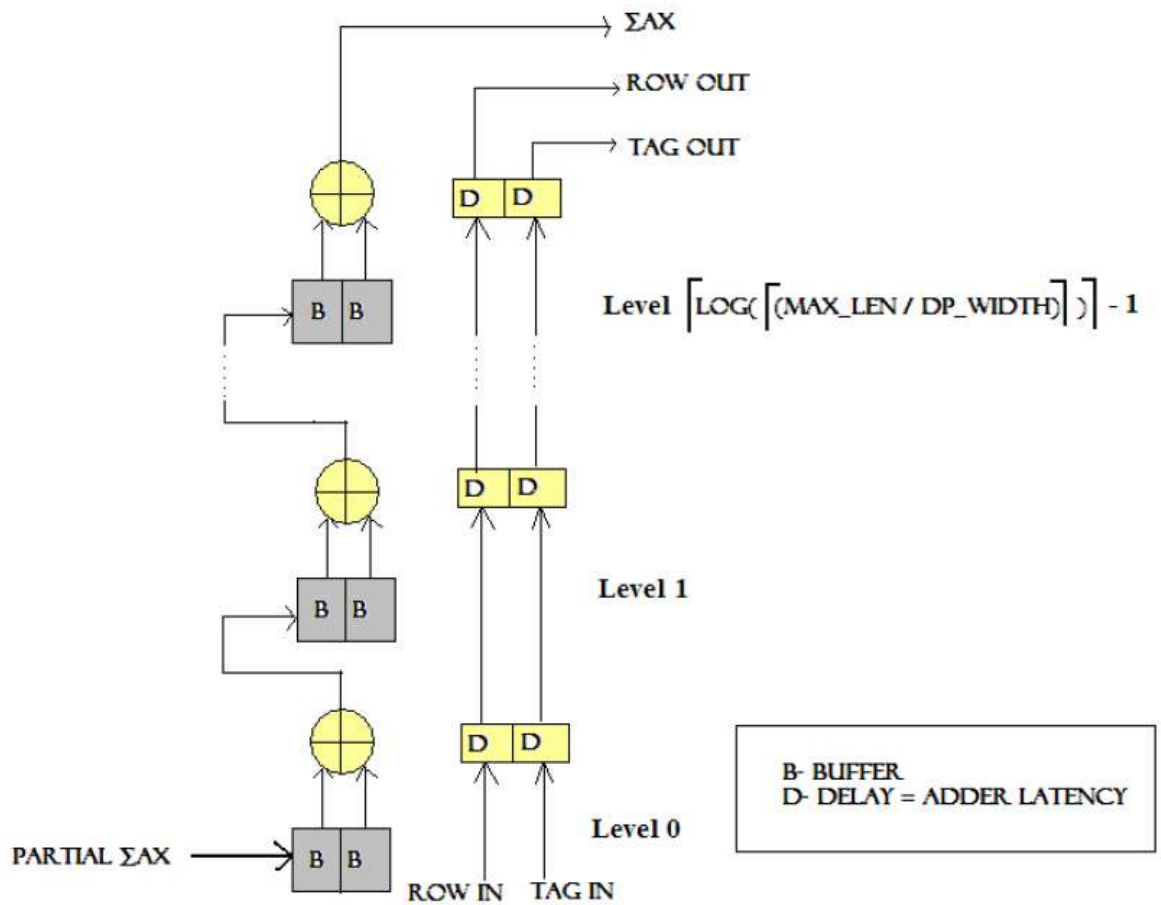 ΣAX
ROW OUT
TAG OUT
D D
B B
Level ⌈LOG(⌈(MAX_LEN / DP_WIDTH)⌉)⌉ - 1
D D
B B
Level 1
D D
B- BUFFER
D- DELAY = ADDER LATENCY
Level 0
PARTIAL ΣAX
B B
ROW IN
TAG IN